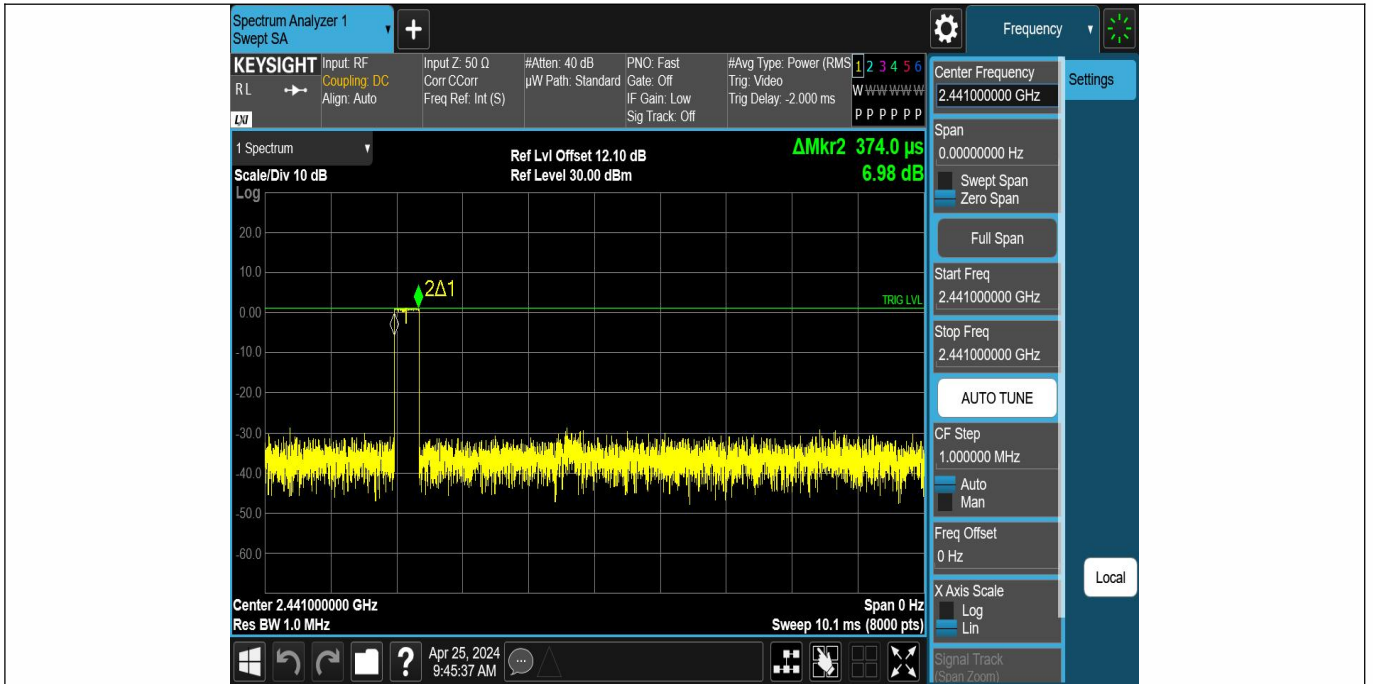 Spectrum Analyzer 1
Swept SA
+
Frequency
KEYSIGHT
RL
LXI
Input: RF
Coupling: DC
Align: Auto
Input Z: 50 Ω
Corr CCorr
Freq Ref: Int (S)
#Atten: 40 dB
µW Path: Standard
PNO: Fast
Gate: Off
IF Gain: Low
Sig Track: Off
#Avg Type: Power (RMS
Trig: Video
Trig Delay: -2.000 ms
1 2 3 4 5 6
W W W W W W
P P P P P P
1 Spectrum
Scale/Div 10 dB
Log
Ref Lvl Offset 12.10 dB
Ref Level 30.00 dBm
ΔMkr2 374.0 µs
6.98 dB
20.0
10.0
0.00
-10.0
-20.0
-30.0
-40.0
-50.0
-60.0
2Δ1
TRIG LVL
Center 2.441000000 GHz
Res BW 1.0 MHz
Span 0 Hz
Sweep 10.1 ms (8000 pts)
Center Frequency
2.441000000 GHz
Settings
Span
0.00000000 Hz
Swept Span
Zero Span
Full Span
Start Freq
2.441000000 GHz
Stop Freq
2.441000000 GHz
AUTO TUNE
CF Step
1.000000 MHz
Auto
Man
Freq Offset
0 Hz
X Axis Scale
Log
Lin
Signal Track
(Span Zoom)
Local
?
Apr 25, 2024
9:45:37 AM